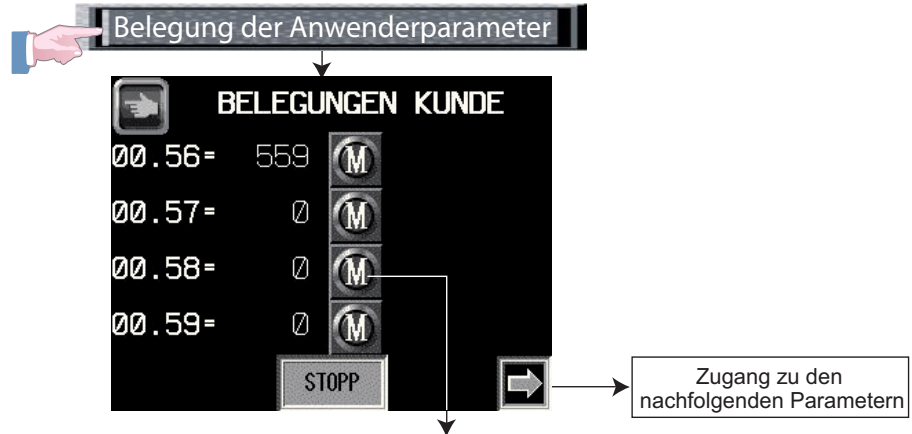 Belegung der Anwenderparameter
BELEGUNGEN KUNDE
00.56= 559 M
00.57= 0 M
00.58= 0 M
00.59= 0 M
STOPP
Zugang zu den
nachfolgenden Parametern